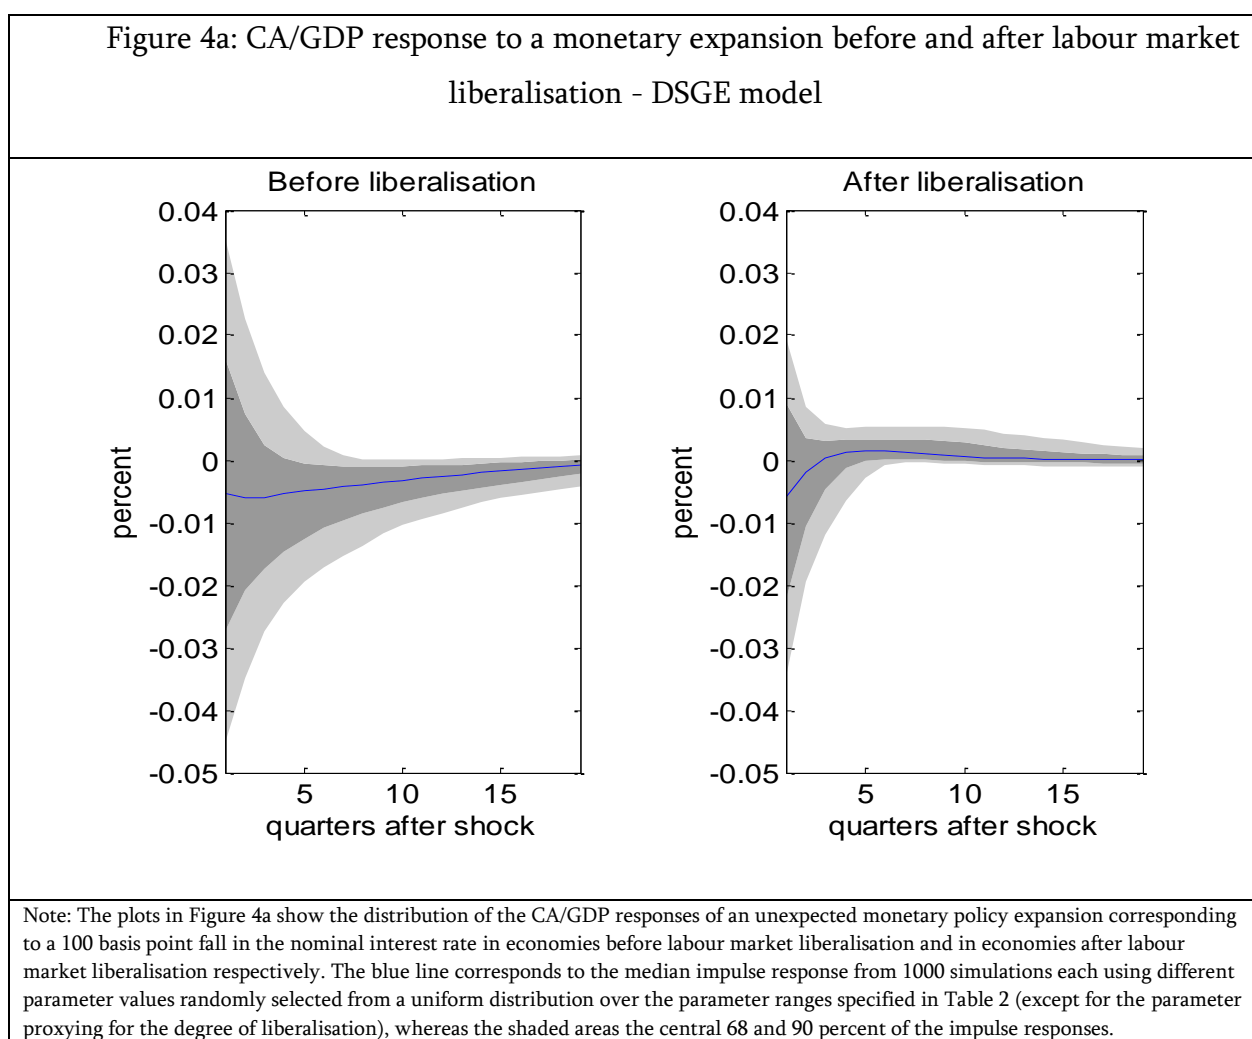 Figure 4a: CA/GDP response to a monetary expansion before and after labour market
liberalisation - DSGE model
Before liberalisation
0.04
0.03
0.02
0.01
0
-0.01
-0.02
-0.03
-0.04
-0.05
percent
5 10 15
quarters after shock
After liberalisation
0.04
0.03
0.02
0.01
0
-0.01
-0.02
-0.03
-0.04
-0.05
percent
5 10 15
quarters after shock
Note: The plots in Figure 4a show the distribution of the CA/GDP responses of an unexpected monetary policy expansion corresponding
to a 100 basis point fall in the nominal interest rate in economies before labour market liberalisation and in economies after labour
market liberalisation respectively. The blue line corresponds to the median impulse response from 1000 simulations each using different
parameter values randomly selected from a uniform distribution over the parameter ranges specified in Table 2 (except for the parameter
proxying for the degree of liberalisation), whereas the shaded areas the central 68 and 90 percent of the impulse responses.